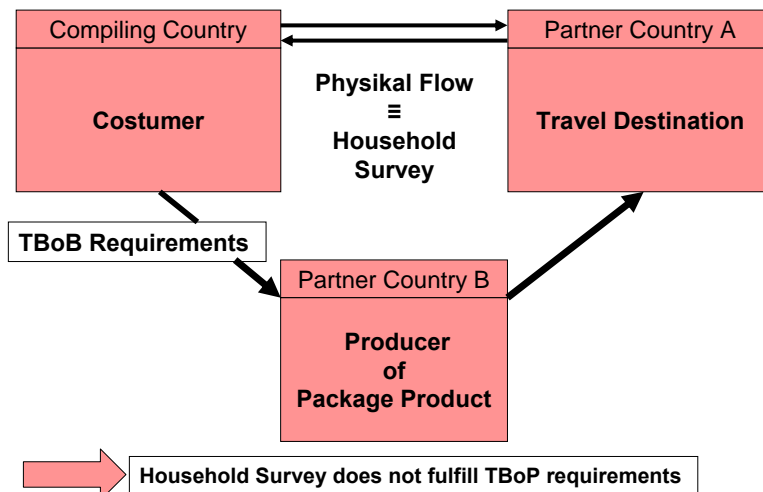 Compiling Country
Costumer
Partner Country A
Travel Destination
Physikal Flow
≡
Household
Survey
TBoB Requirements
Partner Country B
Producer
of
Package Product
Household Survey does not fulfill TBoP requirements